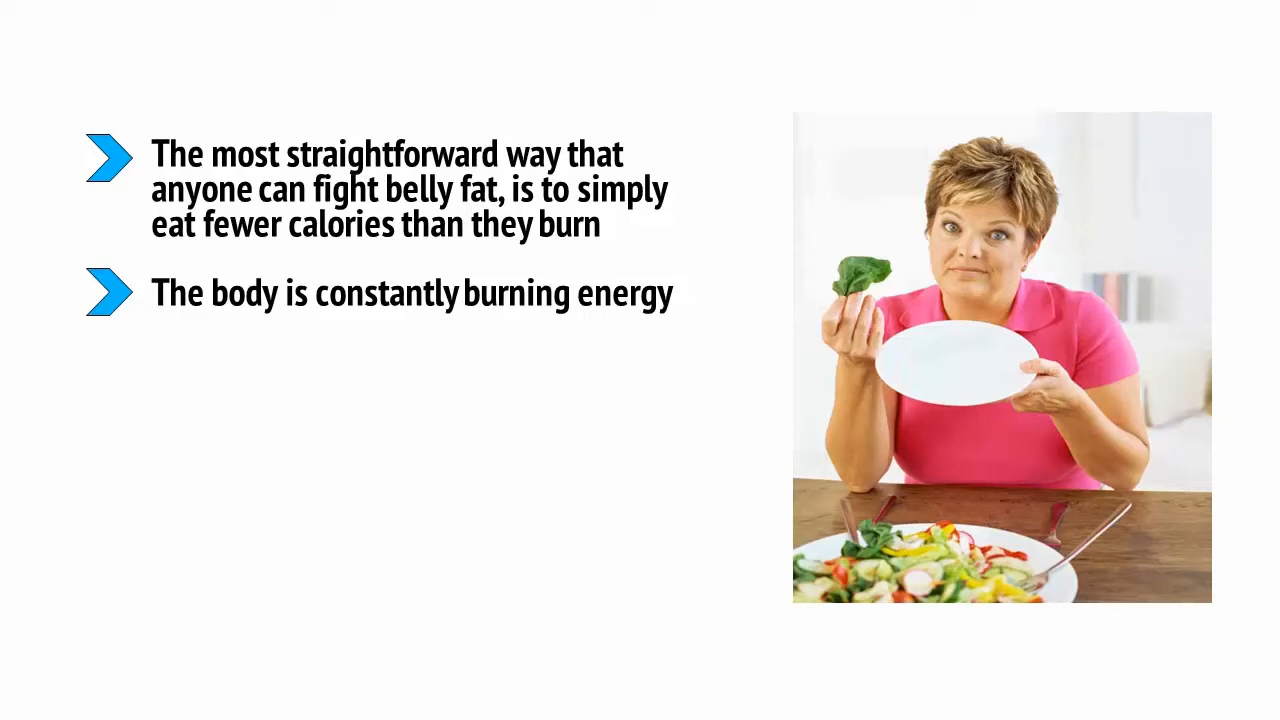 The most straightforward way that
anyone can fight belly fat, is to simply
eat fewer calories than they burn
The body is constantly burning energy